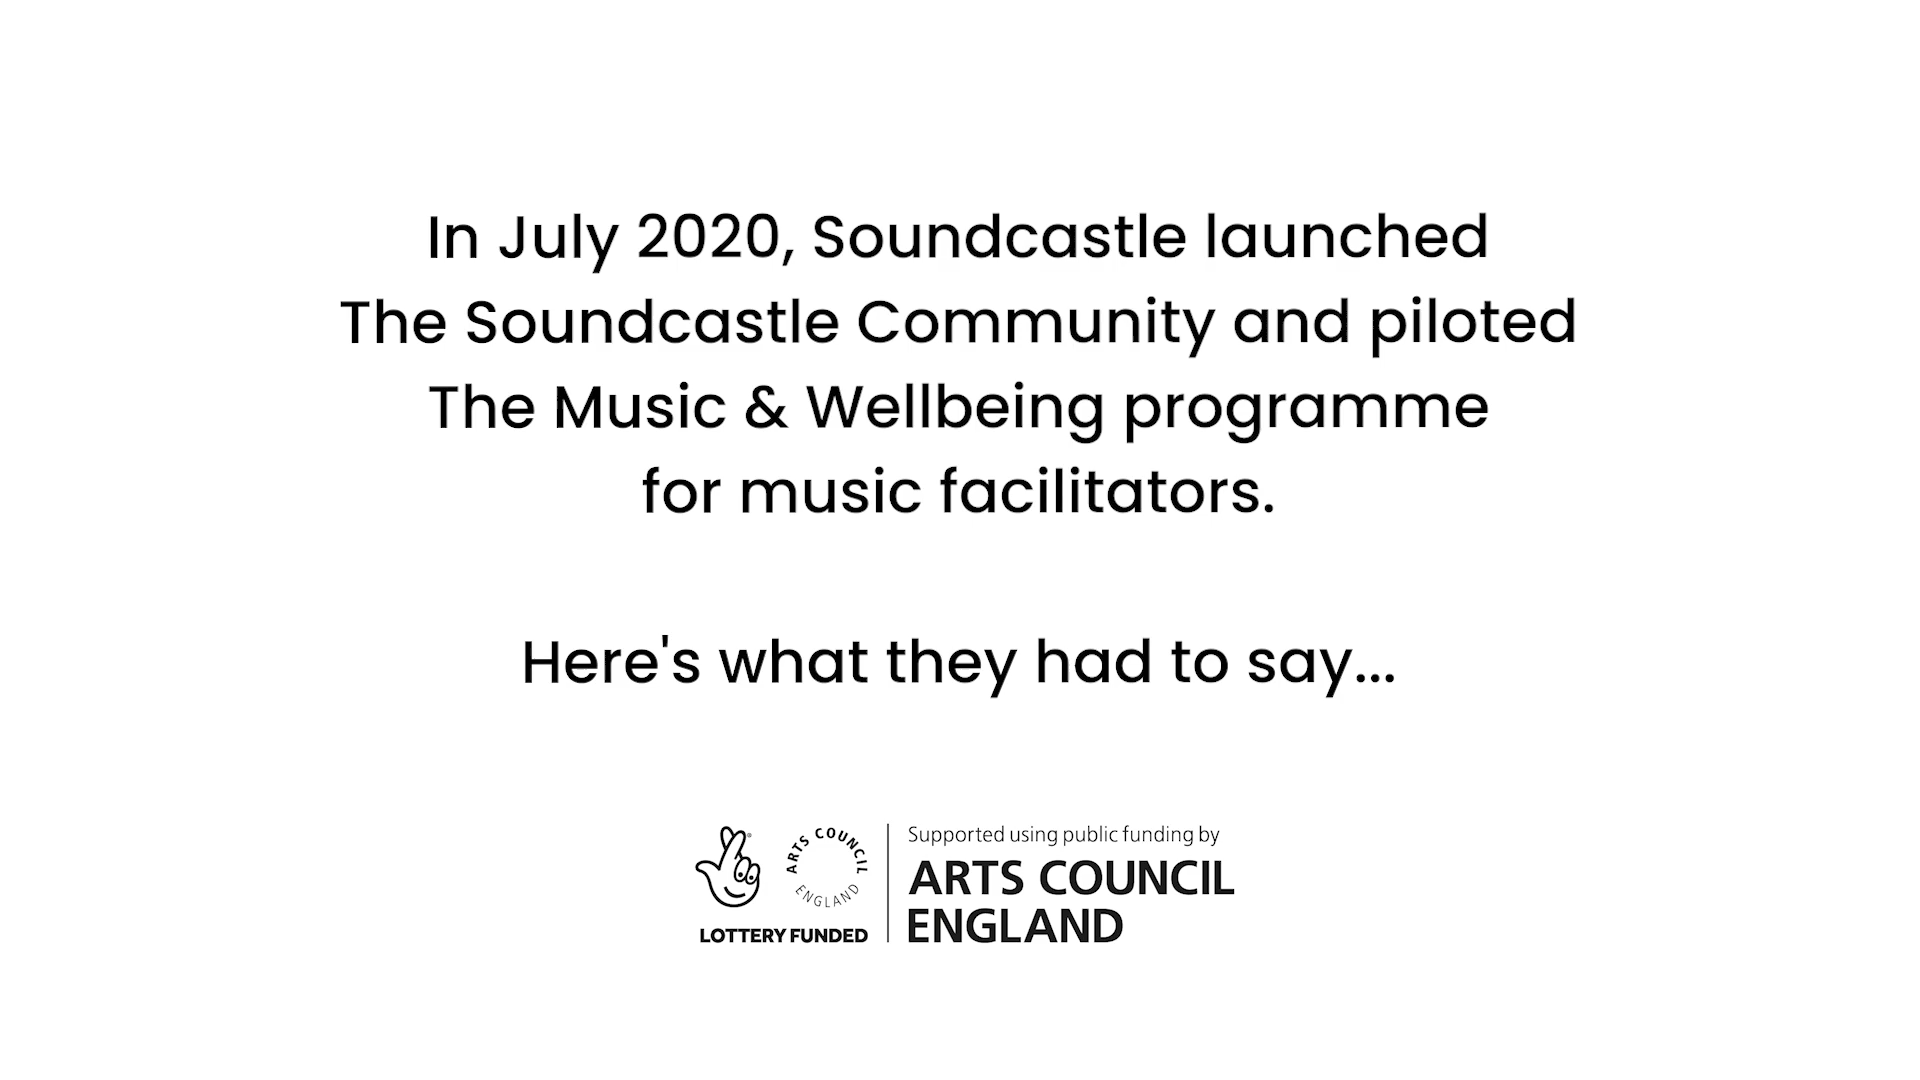 In July 2020, Soundcastle launched
The Soundcastle Community and piloted
The Music & Wellbeing programme
for music facilitators.
Here's what they had to say...
ARTS COUNCIL ENGLAND
LOTTERY FUNDED
Supported using public funding by
ARTS COUNCIL
ENGLAND